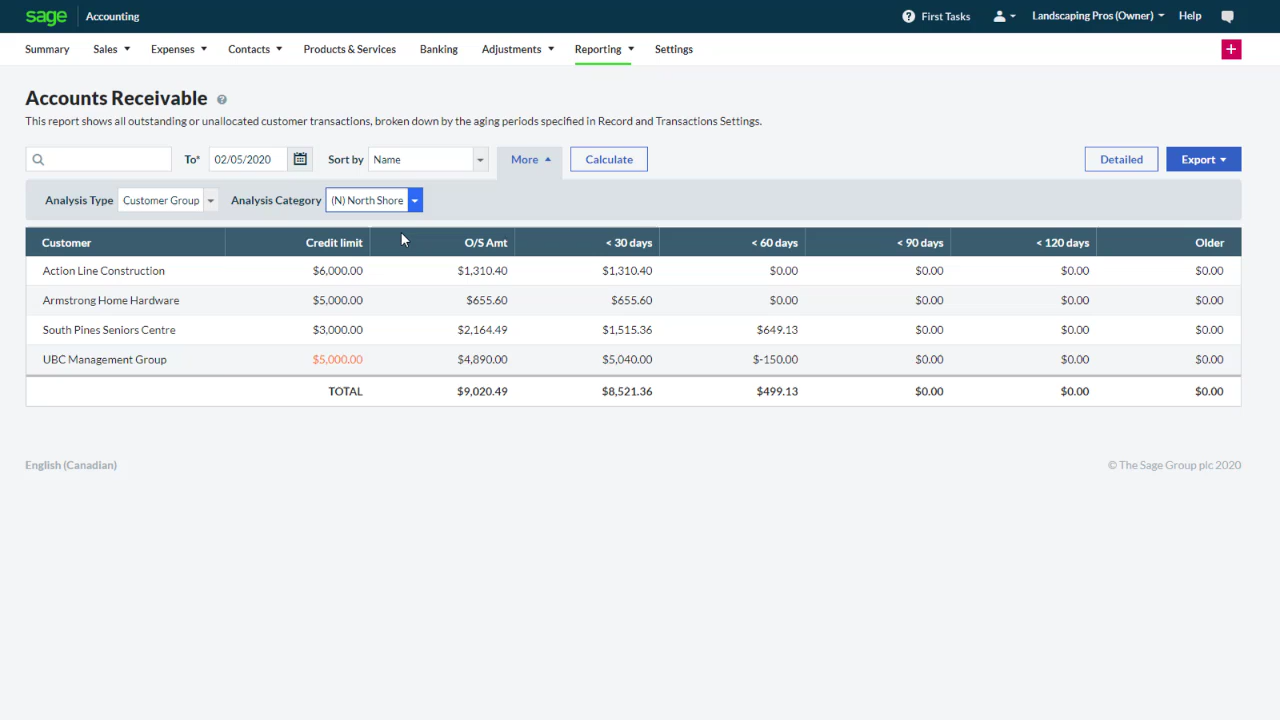 sage Accounting First Tasks Landscaping Pros (Owner) Help
Summary Sales Expenses Contacts Products & Services Banking Adjustments Reporting Settings
Accounts Receivable
This report shows all outstanding or unallocated customer transactions, broken down by the aging periods specified in Record and Transactions Settings.
To* 02/05/2020 Sort by Name More Calculate Detailed Export
Analysis Type Customer Group Analysis Category (N) North Shore
Customer Credit limit O/S Amt < 30 days < 60 days < 90 days < 120 days Older
Action Line Construction $6,000.00 $1,310.40 $1,310.40 $0.00 $0.00 $0.00 $0.00
Armstrong Home Hardware $5,000.00 $655.60 $655.60 $0.00 $0.00 $0.00 $0.00
South Pines Seniors Centre $3,000.00 $2,164.49 $1,515.36 $649.13 $0.00 $0.00 $0.00
UBC Management Group $5,000.00 $4,890.00 $5,040.00 $-150.00 $0.00 $0.00 $0.00
TOTAL $9,020.49 $8,521.36 $499.13 $0.00 $0.00 $0.00
English (Canadian) © The Sage Group plc 2020